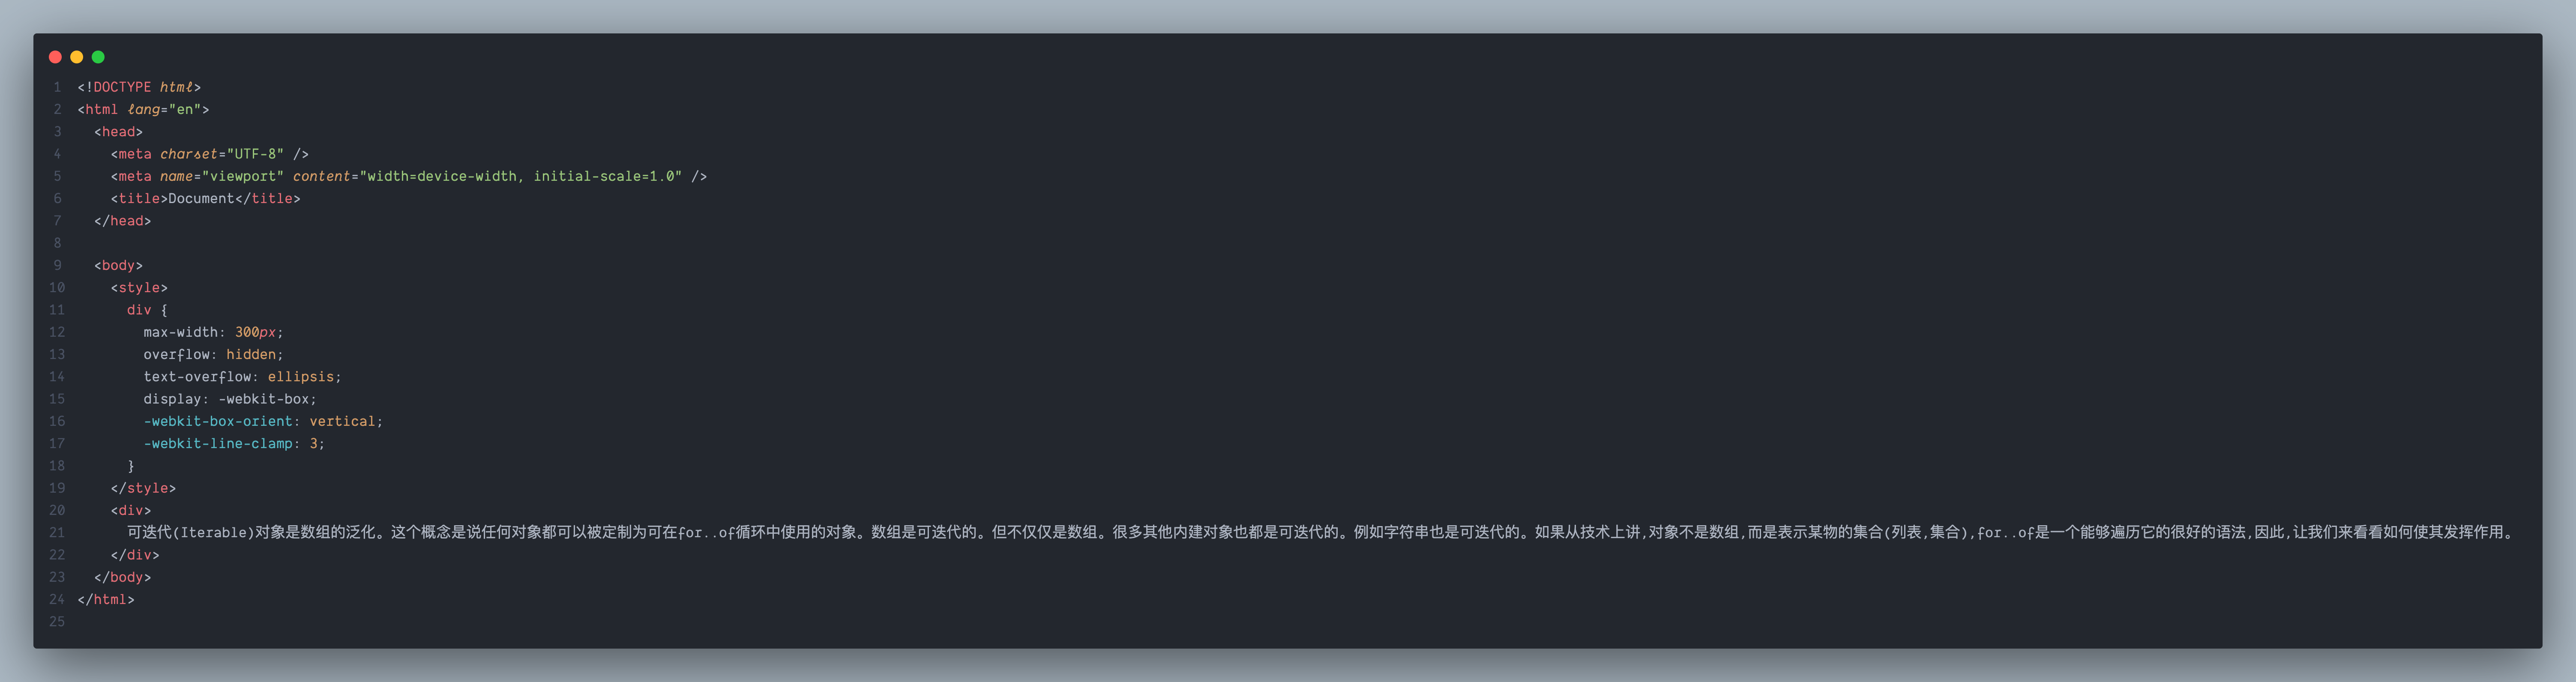 1 <!DOCTYPE html>
2 <html lang="en">
3   <head>
4     <meta charset="UTF-8" />
5     <meta name="viewport" content="width=device-width, initial-scale=1.0" />
6     <title>Document</title>
7   </head>
8
9   <body>
10     <style>
11       div {
12         max-width: 300px;
13         overflow: hidden;
14         text-overflow: ellipsis;
15         display: -webkit-box;
16         -webkit-box-orient: vertical;
17         -webkit-line-clamp: 3;
18       }
19     </style>
20     <div>
21       可迭代(Iterable)对象是数组的泛化。这个概念是说任何对象都可以被定制为可在for..of循环中使用的对象。数组是可迭代的。但不仅仅是数组。很多其他内建对象也都是可迭代的。例如字符串也是可迭代的。如果从技术上讲,对象不是数组,而是表示某物的集合(列表,集合),for..of是一个能够遍历它的很好的语法,因此,让我们来看看如何使其发挥作用。
22     </div>
23   </body>
24 </html>
25